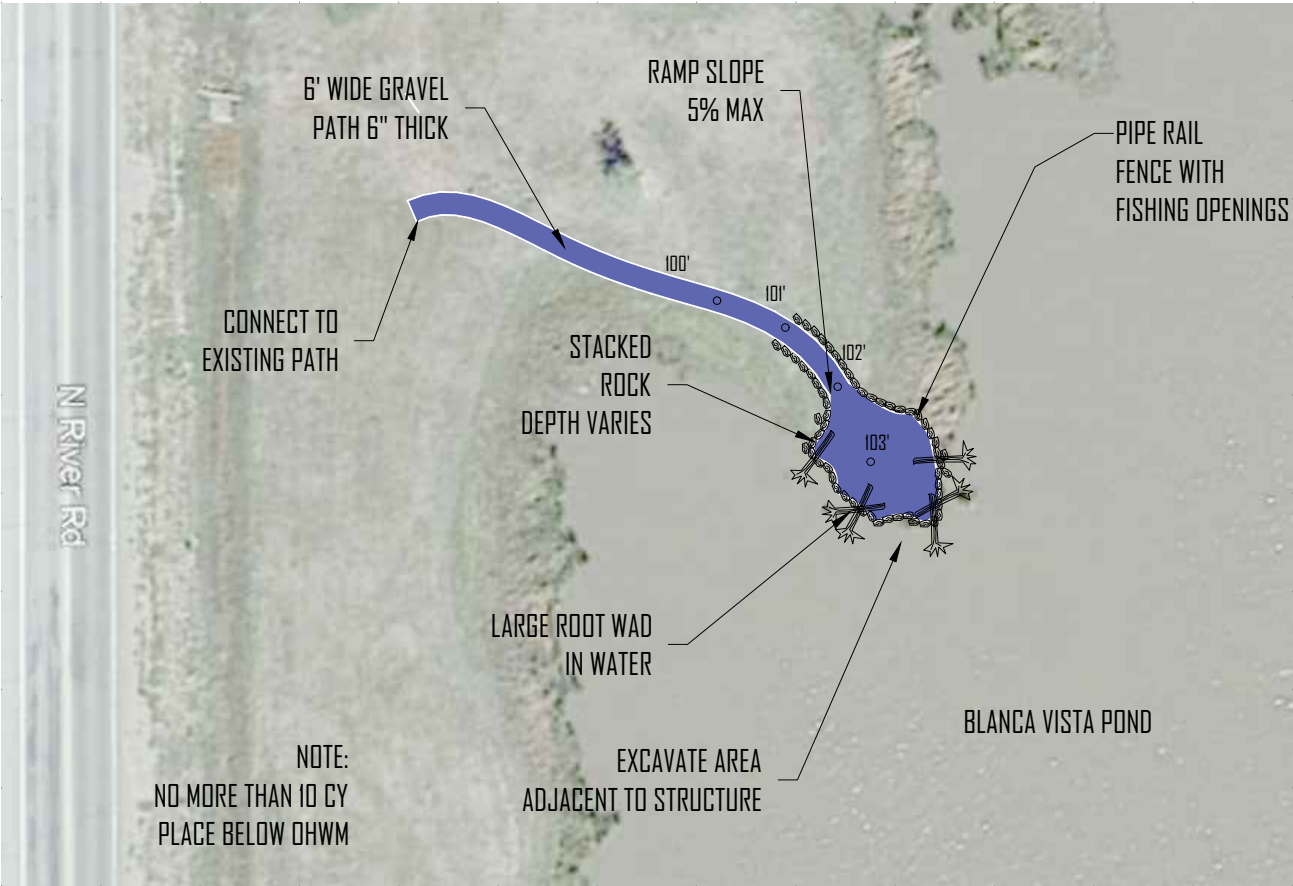 RAMP SLOPE
5% MAX
6' WIDE GRAVEL
PATH 6" THICK
PIPE RAIL
FENCE WITH
FISHING OPENINGS
100'
101'
CONNECT TO
EXISTING PATH
102'
STACKED
ROCK
DEPTH VARIES
N River Rd
103'
LARGE ROOT WAD
IN WATER
BLANCA VISTA POND
NOTE:
NO MORE THAN 10 CY
PLACE BELOW OHWM
EXCAVATE AREA
ADJACENT TO STRUCTURE